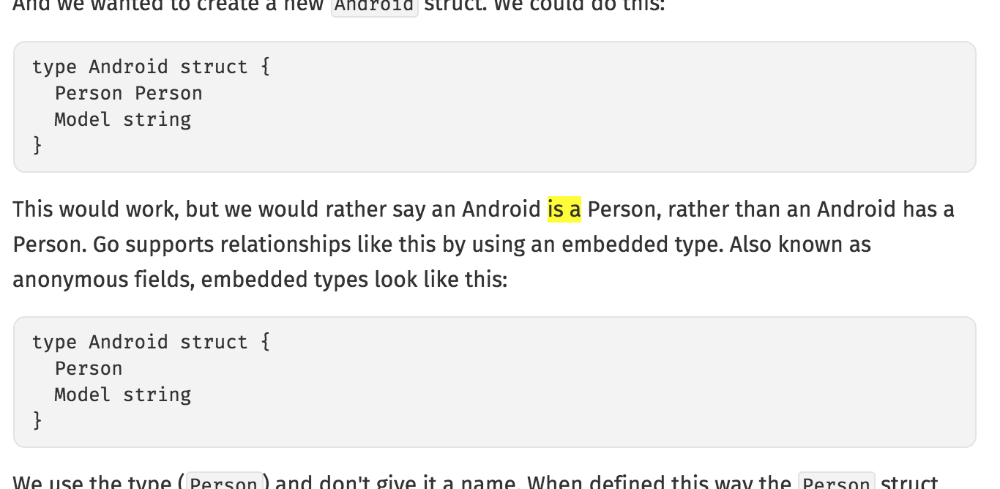 And we wanted to create a new Android struct. We could do this:
type Android struct {
  Person Person
  Model string
}
This would work, but we would rather say an Android is a Person, rather than an Android has a
Person. Go supports relationships like this by using an embedded type. Also known as
anonymous fields, embedded types look like this:
type Android struct {
  Person
  Model string
}
We use the type (Person) and don't give it a name. When defined this way the Person struct